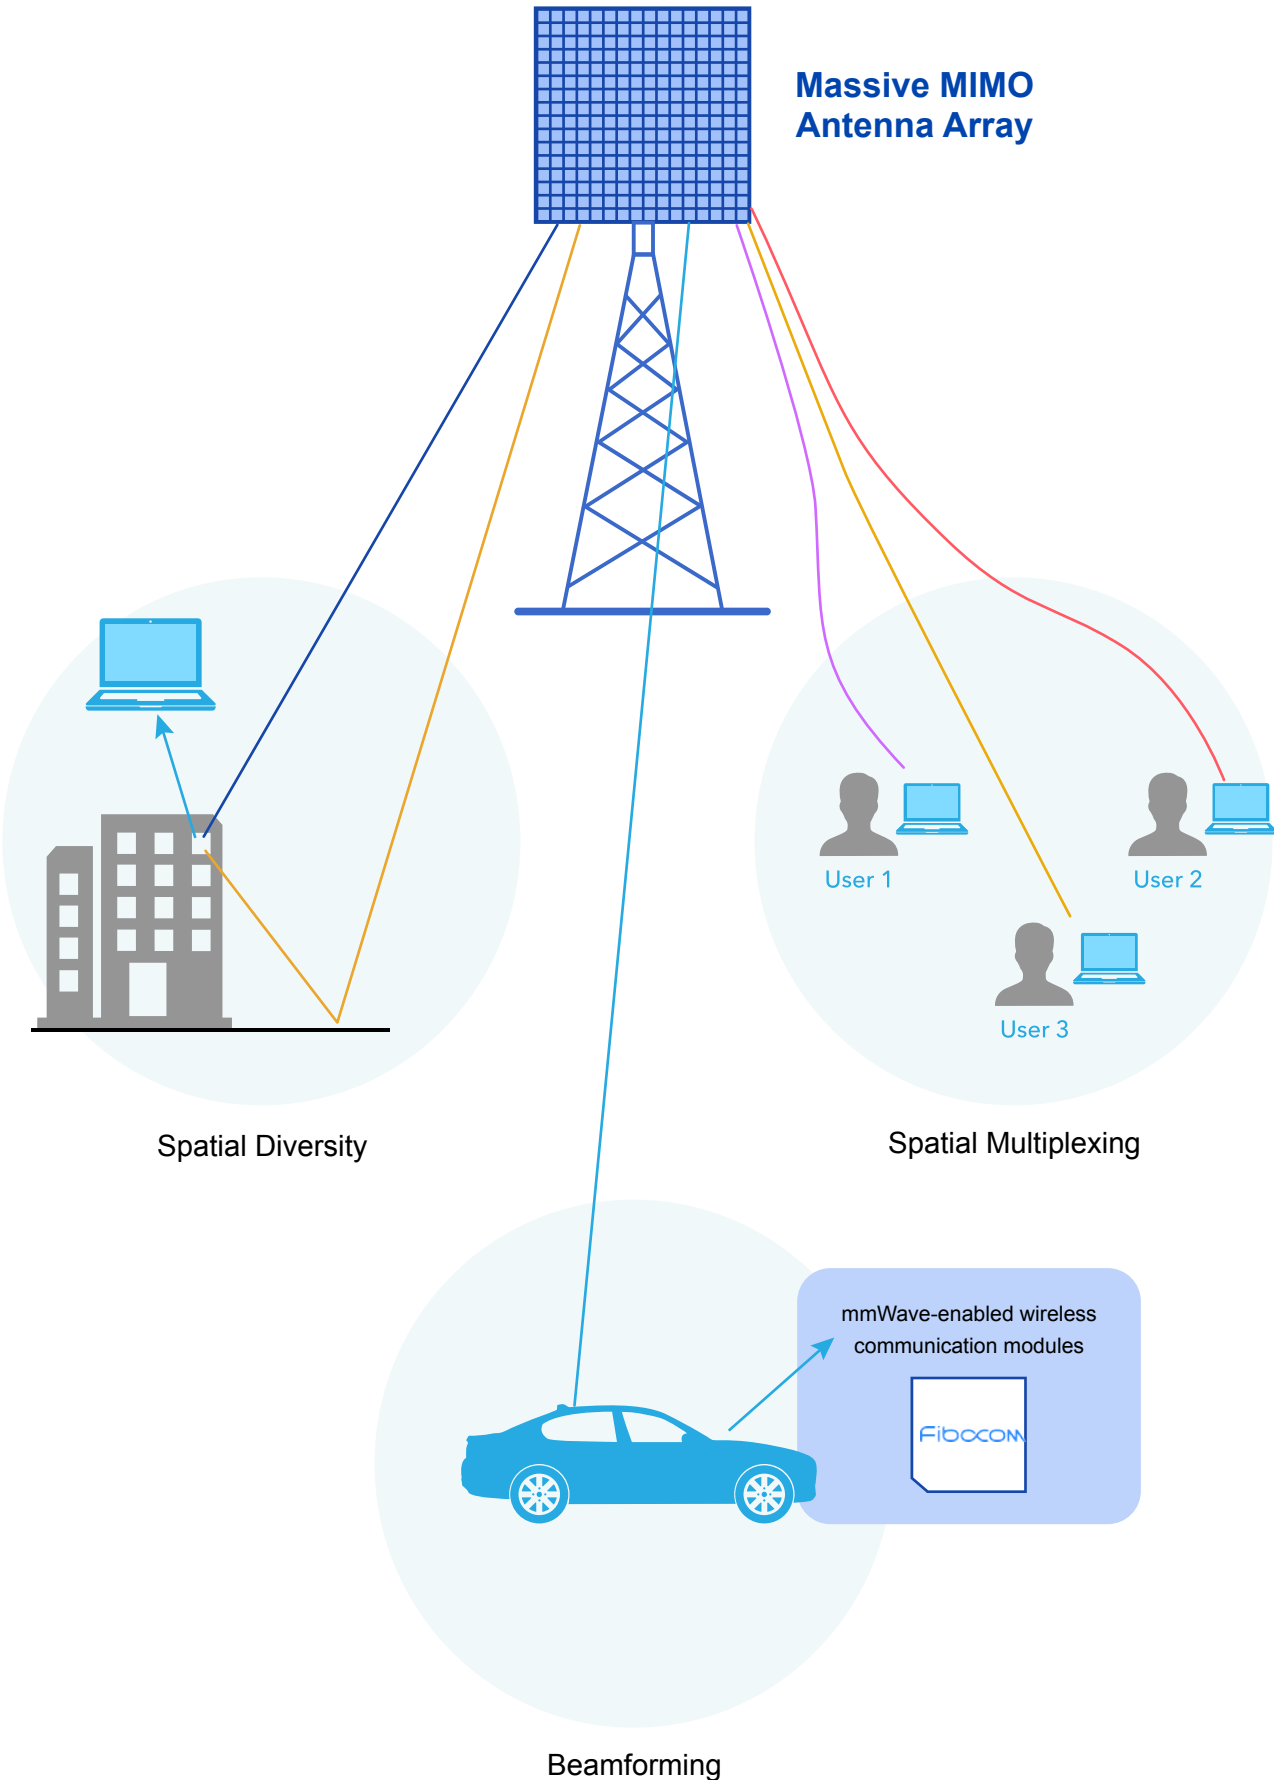 Massive MIMO
Antenna Array
User 1
User 2
User 3
Spatial Diversity
Spatial Multiplexing
mmWave-enabled wireless
communication modules
Fibocom
Beamforming